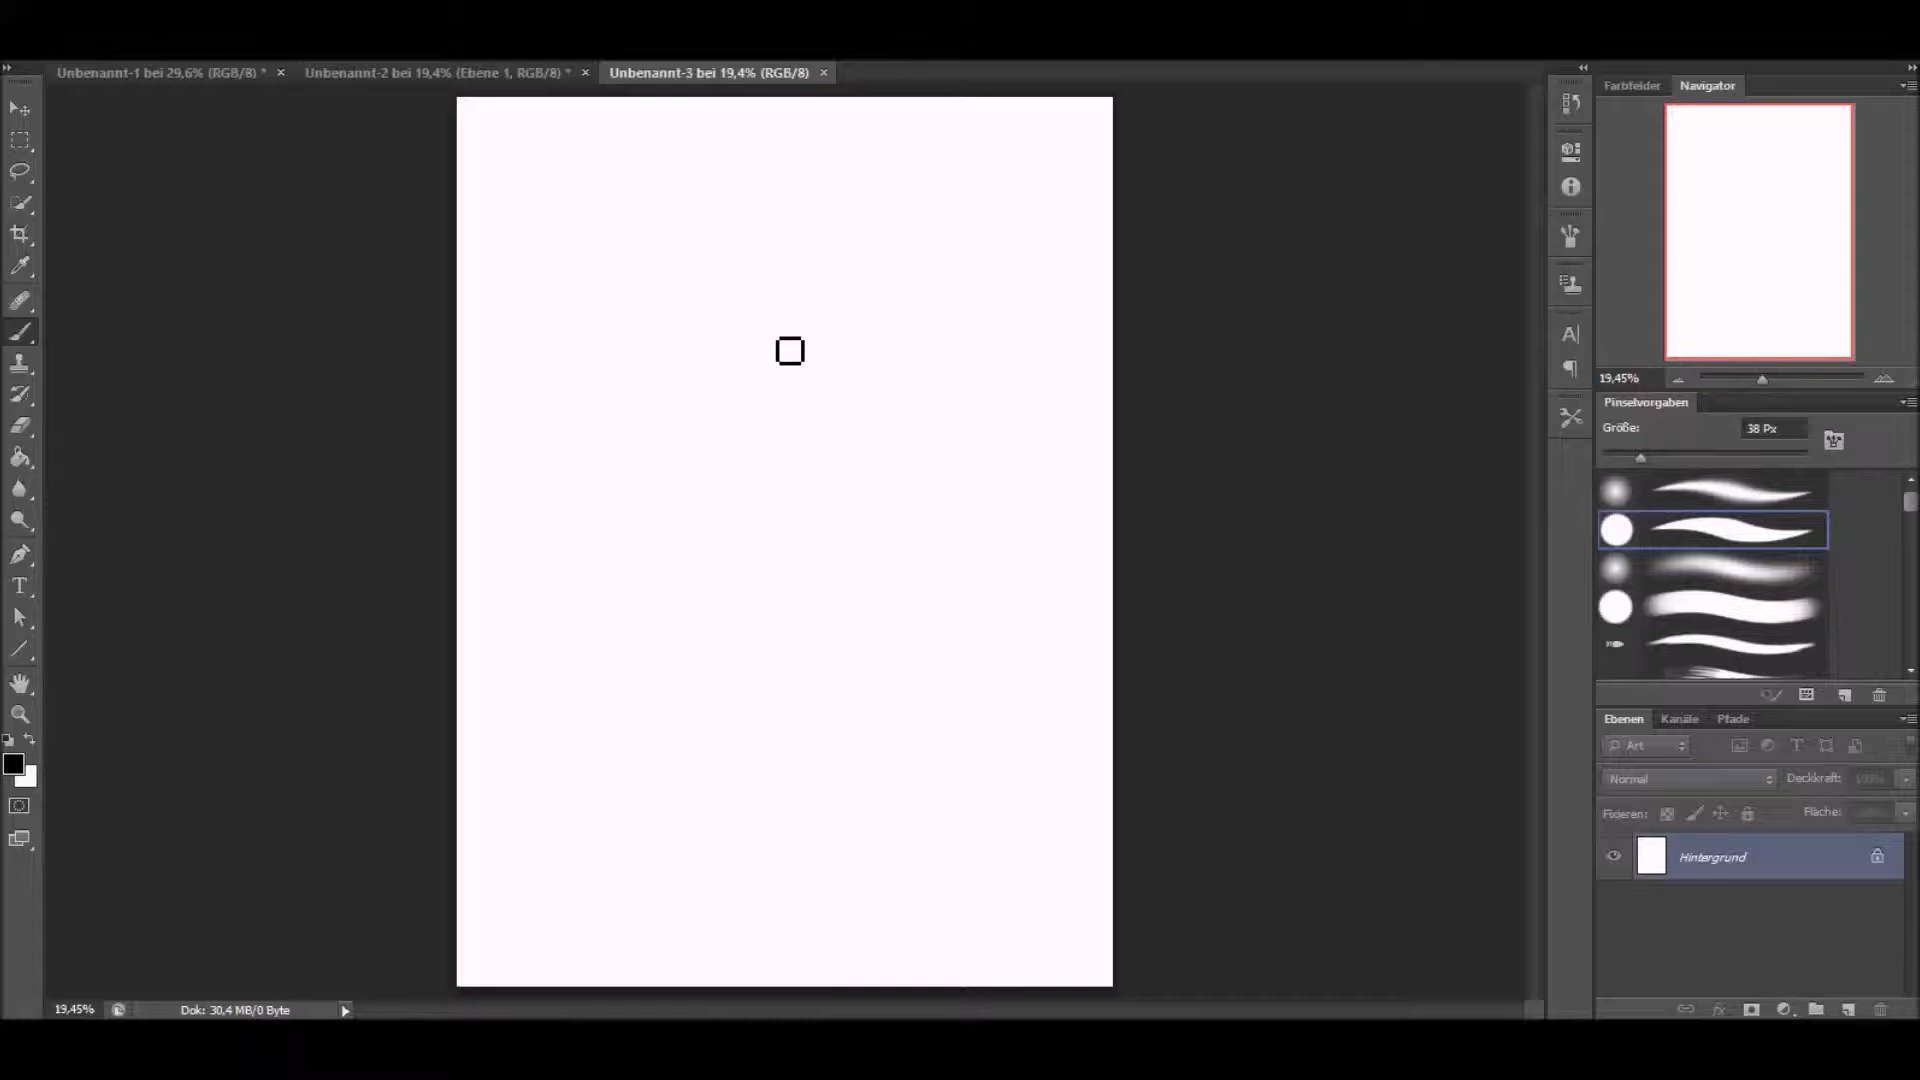 Unbenannt-1 bei 29,6% (RGB/8) * ×
Unbenannt-2 bei 19,4% (Ebene 1, RGB/8) * ×
Unbenannt-3 bei 19,4% (RGB/8) ×
Farbfelder Navigator
19,45%
Pinselvorgaben
Größe: 38 Px
Ebenen Kanäle Pfade
Art
Normal Deckkraft:
Fixieren: Fläche:
Hintergrund
19,45% Dok: 30,4 MB/0 Byte